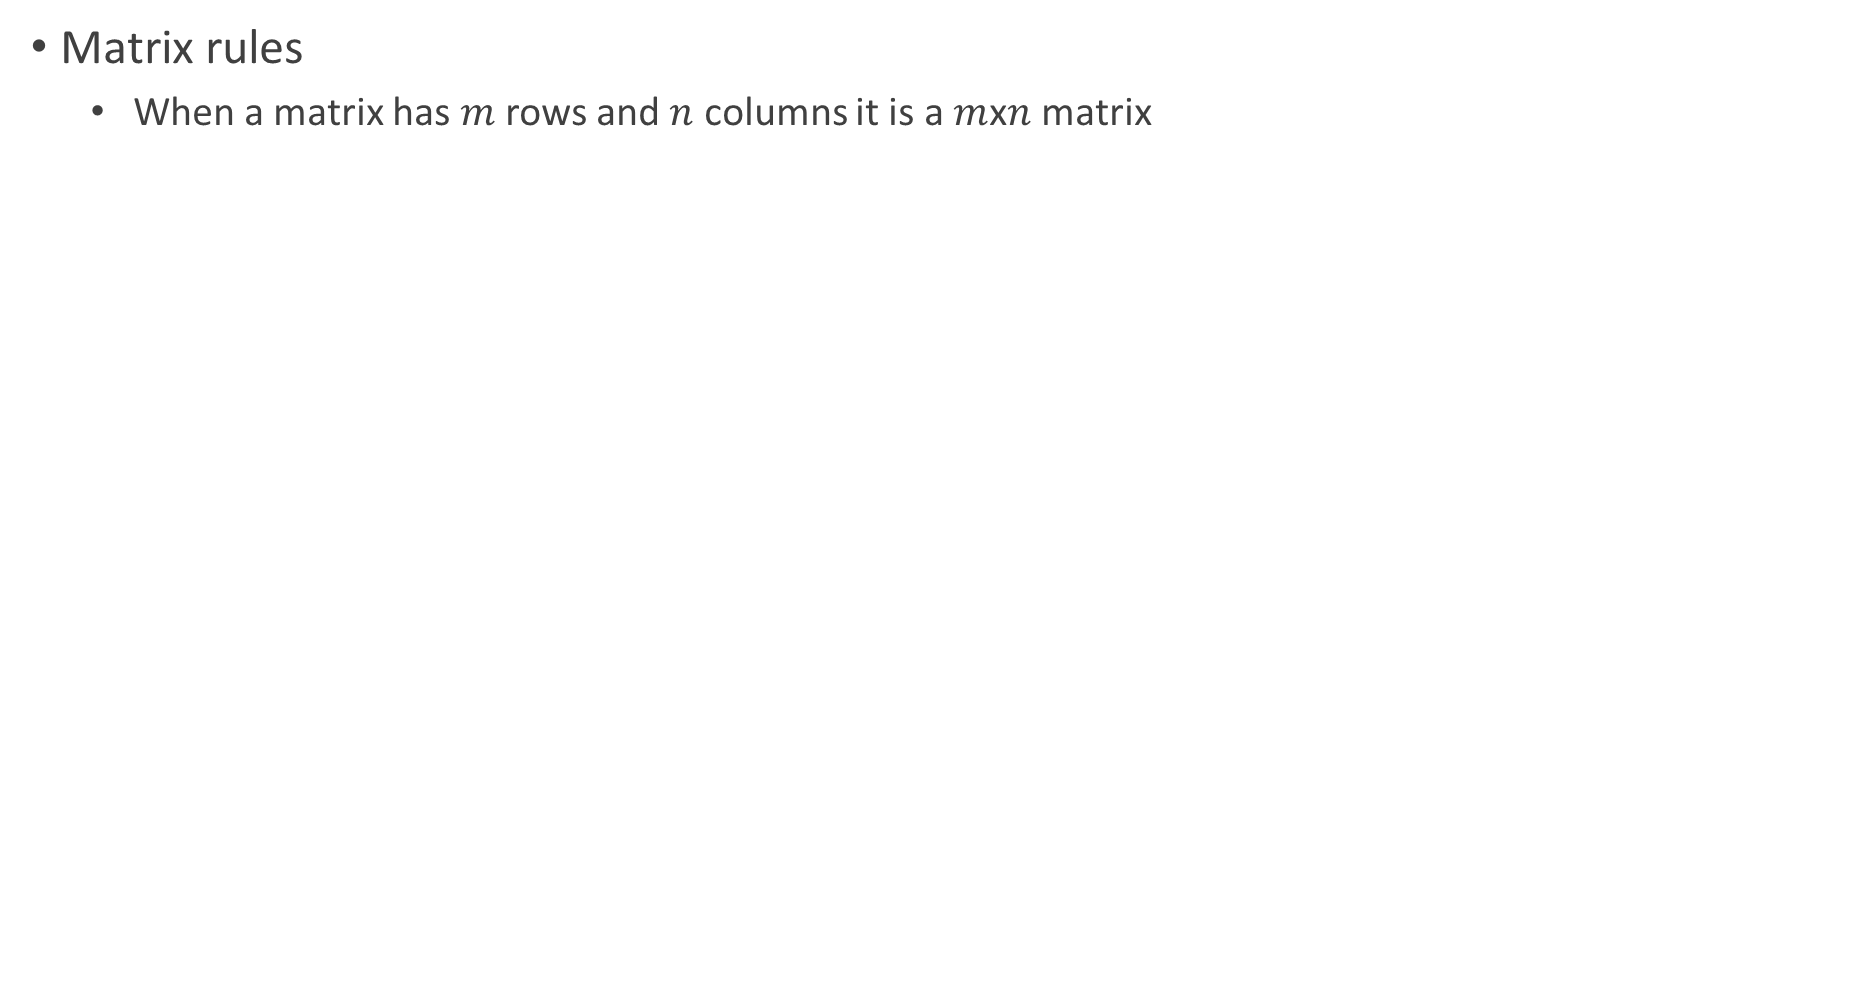 • Matrix rules
• When a matrix has m rows and n columns it is a mxn matrix